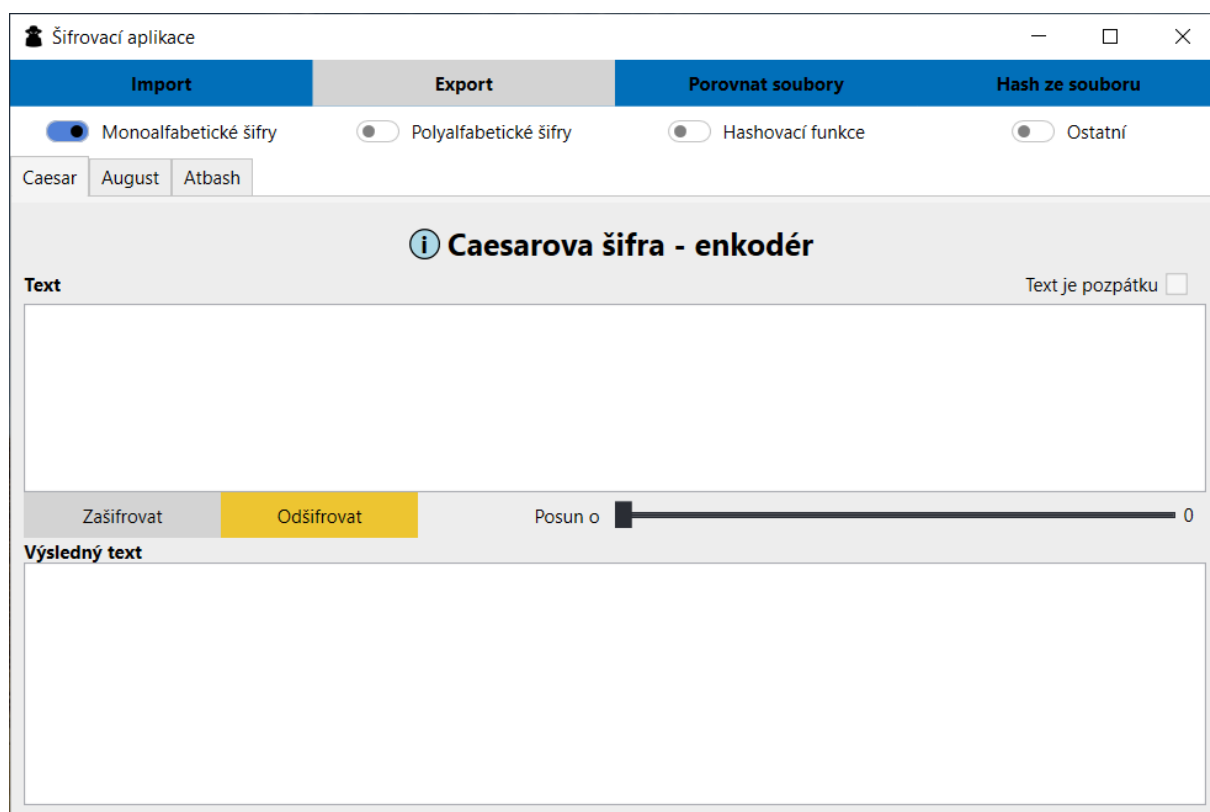 Šifrovací aplikace
Import Export Porovnat soubory Hash ze souboru
Monoalfabetické šifry Polyalfabetické šifry Hashovací funkce Ostatní
Caesar August Atbash
i Caesarova šifra - enkodér
Text Text je pozpátku
Zašifrovat Odšifrovat Posun o 0
Výsledný text